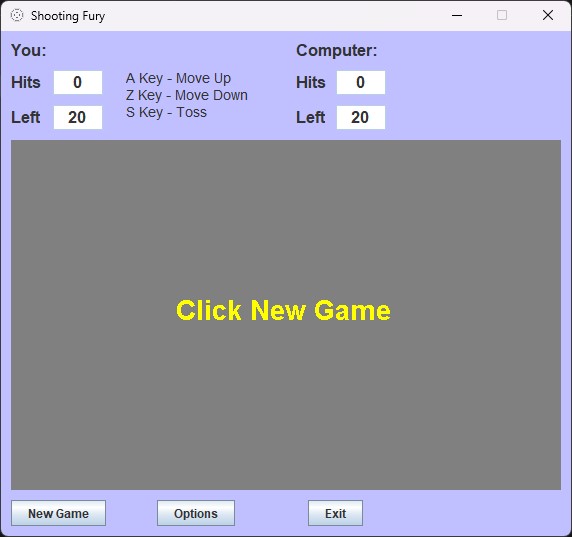 Shooting Fury
You:
Computer:
Hits 0
A Key - Move Up
Z Key - Move Down
S Key - Toss
Left 20
Hits 0
Left 20
Click New Game
New Game
Options
Exit